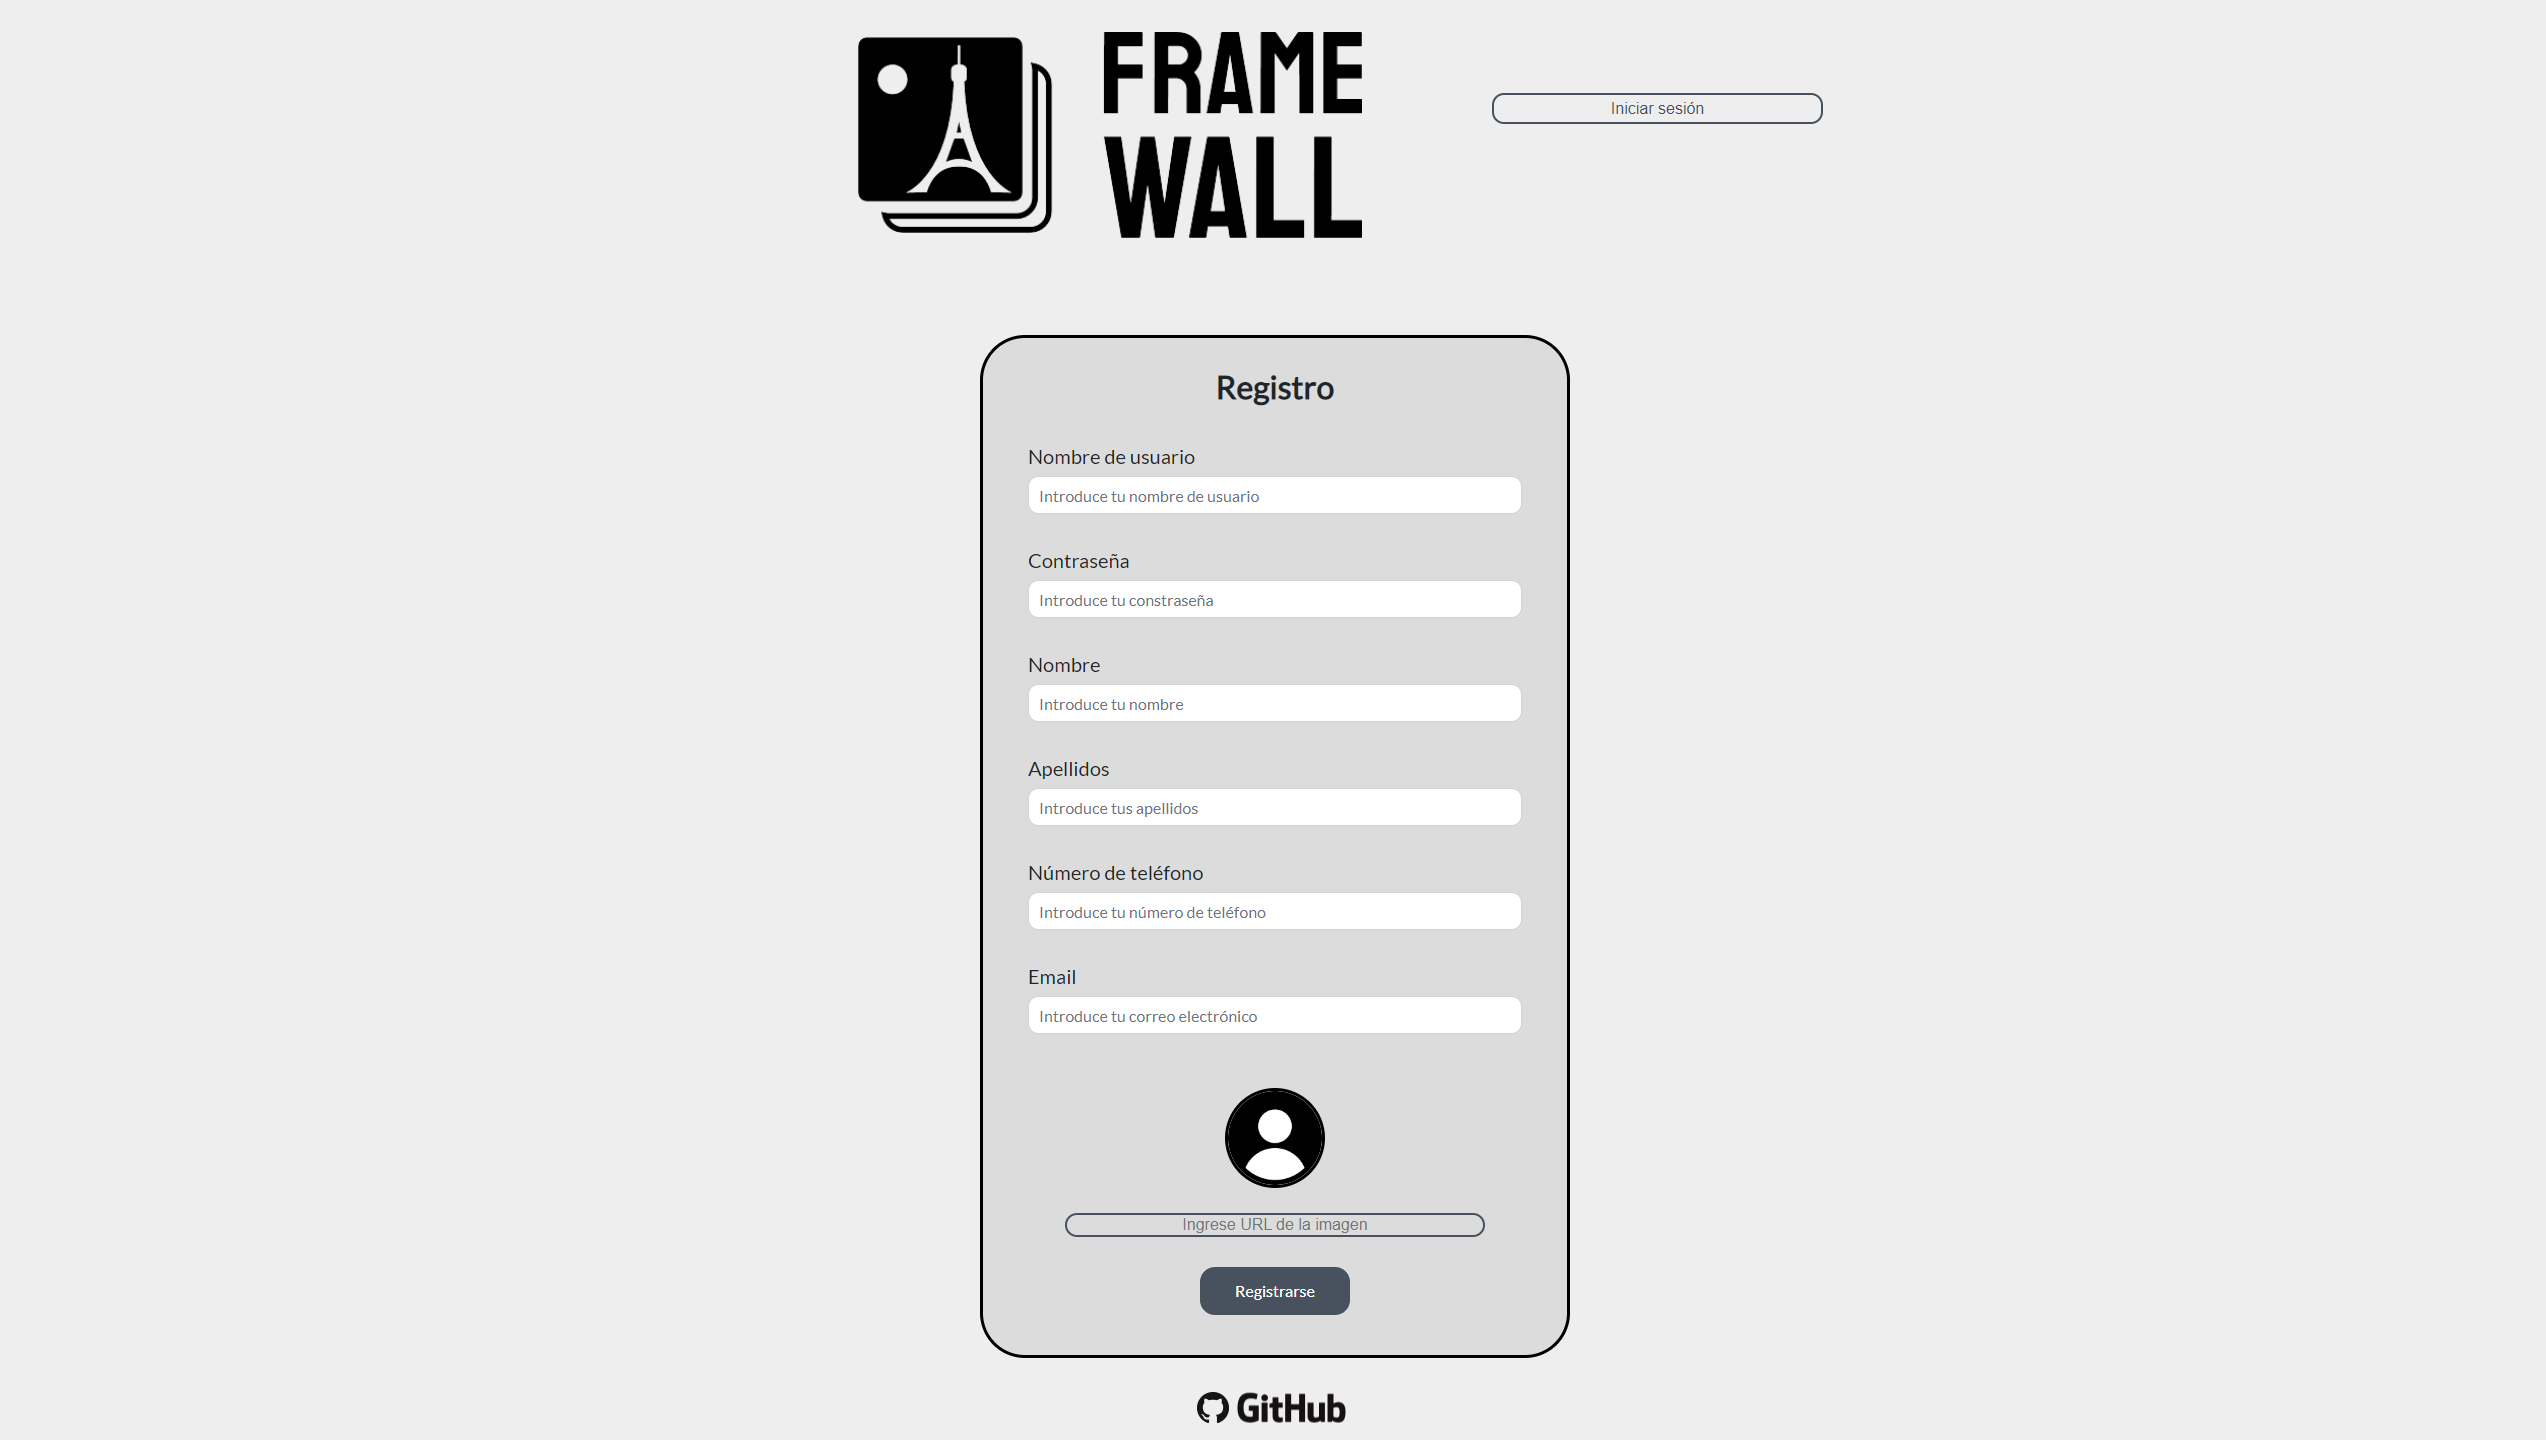 FRAME
WALL
Iniciar sesión
Registro
Nombre de usuario
Introduce tu nombre de usuario
Contraseña
Introduce tu constraseña
Nombre
Introduce tu nombre
Apellidos
Introduce tus apellidos
Número de teléfono
Introduce tu número de teléfono
Email
Introduce tu correo electrónico
Ingrese URL de la imagen
Registrarse
GitHub